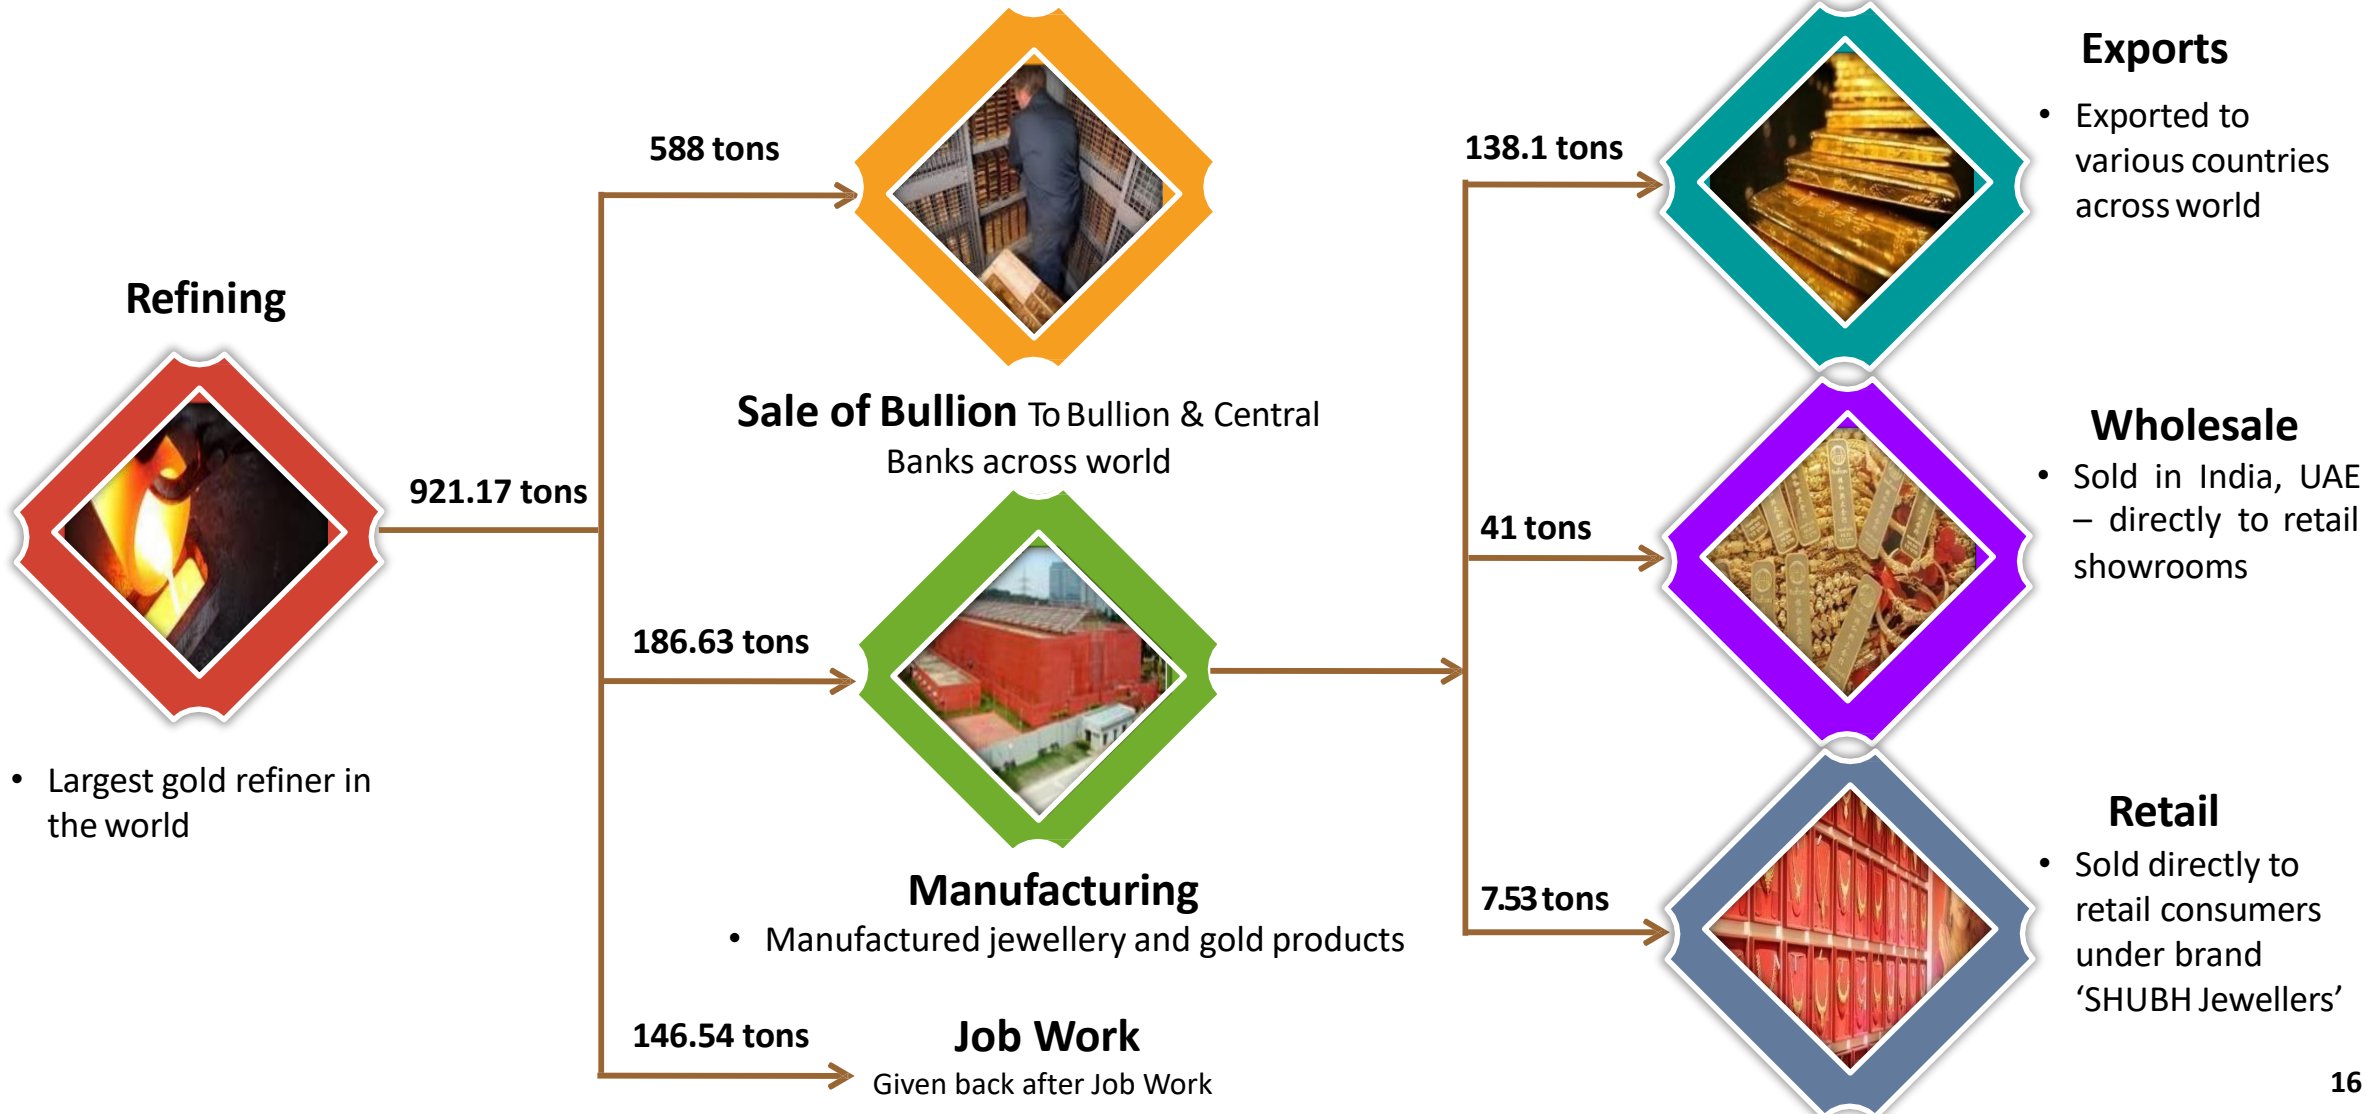 Refining
921.17 tons
• Largest gold refiner in
the world
588 tons
Sale of Bullion To Bullion & Central
Banks across world
186.63 tons
Manufacturing
• Manufactured jewellery and gold products
146.54 tons
Job Work
Given back after Job Work
138.1 tons
Exports
• Exported to
various countries
across world
41 tons
Wholesale
• Sold in India, UAE
– directly to retail
showrooms
7.53 tons
Retail
• Sold directly to
retail consumers
under brand
‘SHUBH Jewellers’
16